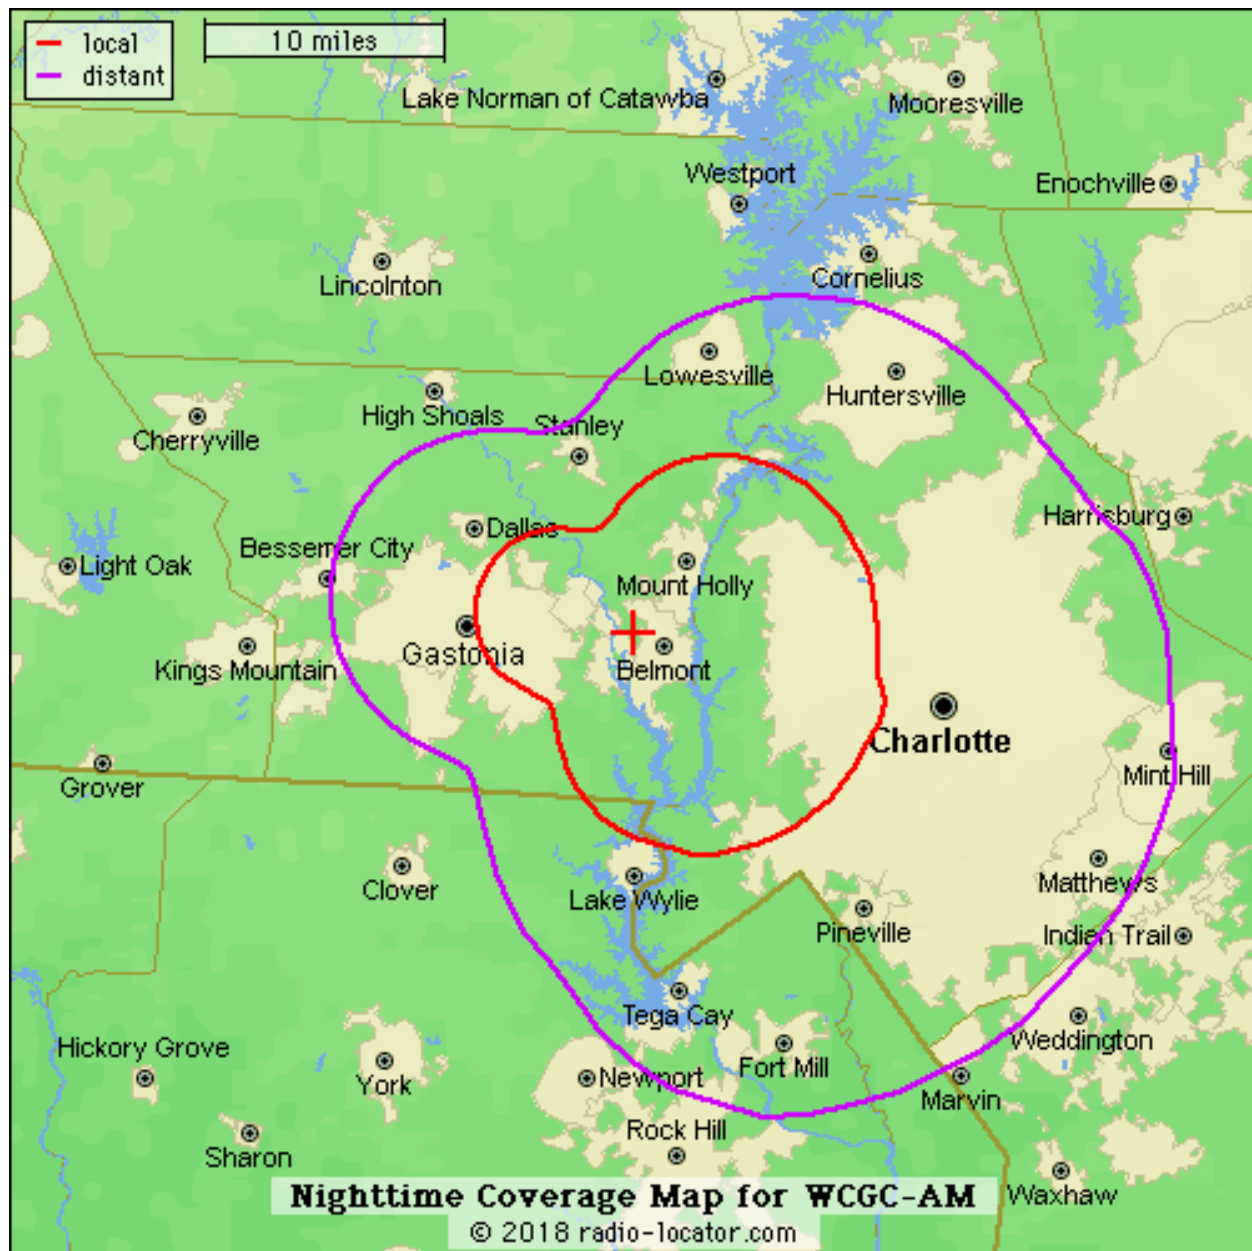 local
10 miles
distant
Lake Norman of Catawba
Mooresville
Westport
Enochville
Lincolnton
Cornelius
Lowesville
Huntersville
High Shoals
Cherryville
Stanley
Harrisburg
Dallas
Bessemer City
Light Oak
Mount Holly
Gastonia
Kings Mountain
Belmont
Charlotte
Mint Hill
Grover
Clover
Lake Wylie
Matthews
Pineville
Indian Trail
Tega Cay
Weddington
Hickory Grove
York
Newport
Fort Mill
Marvin
Rock Hill
Sharon
Waxhaw
Nighttime Coverage Map for WCGC-AM
© 2018 radio-locator.com